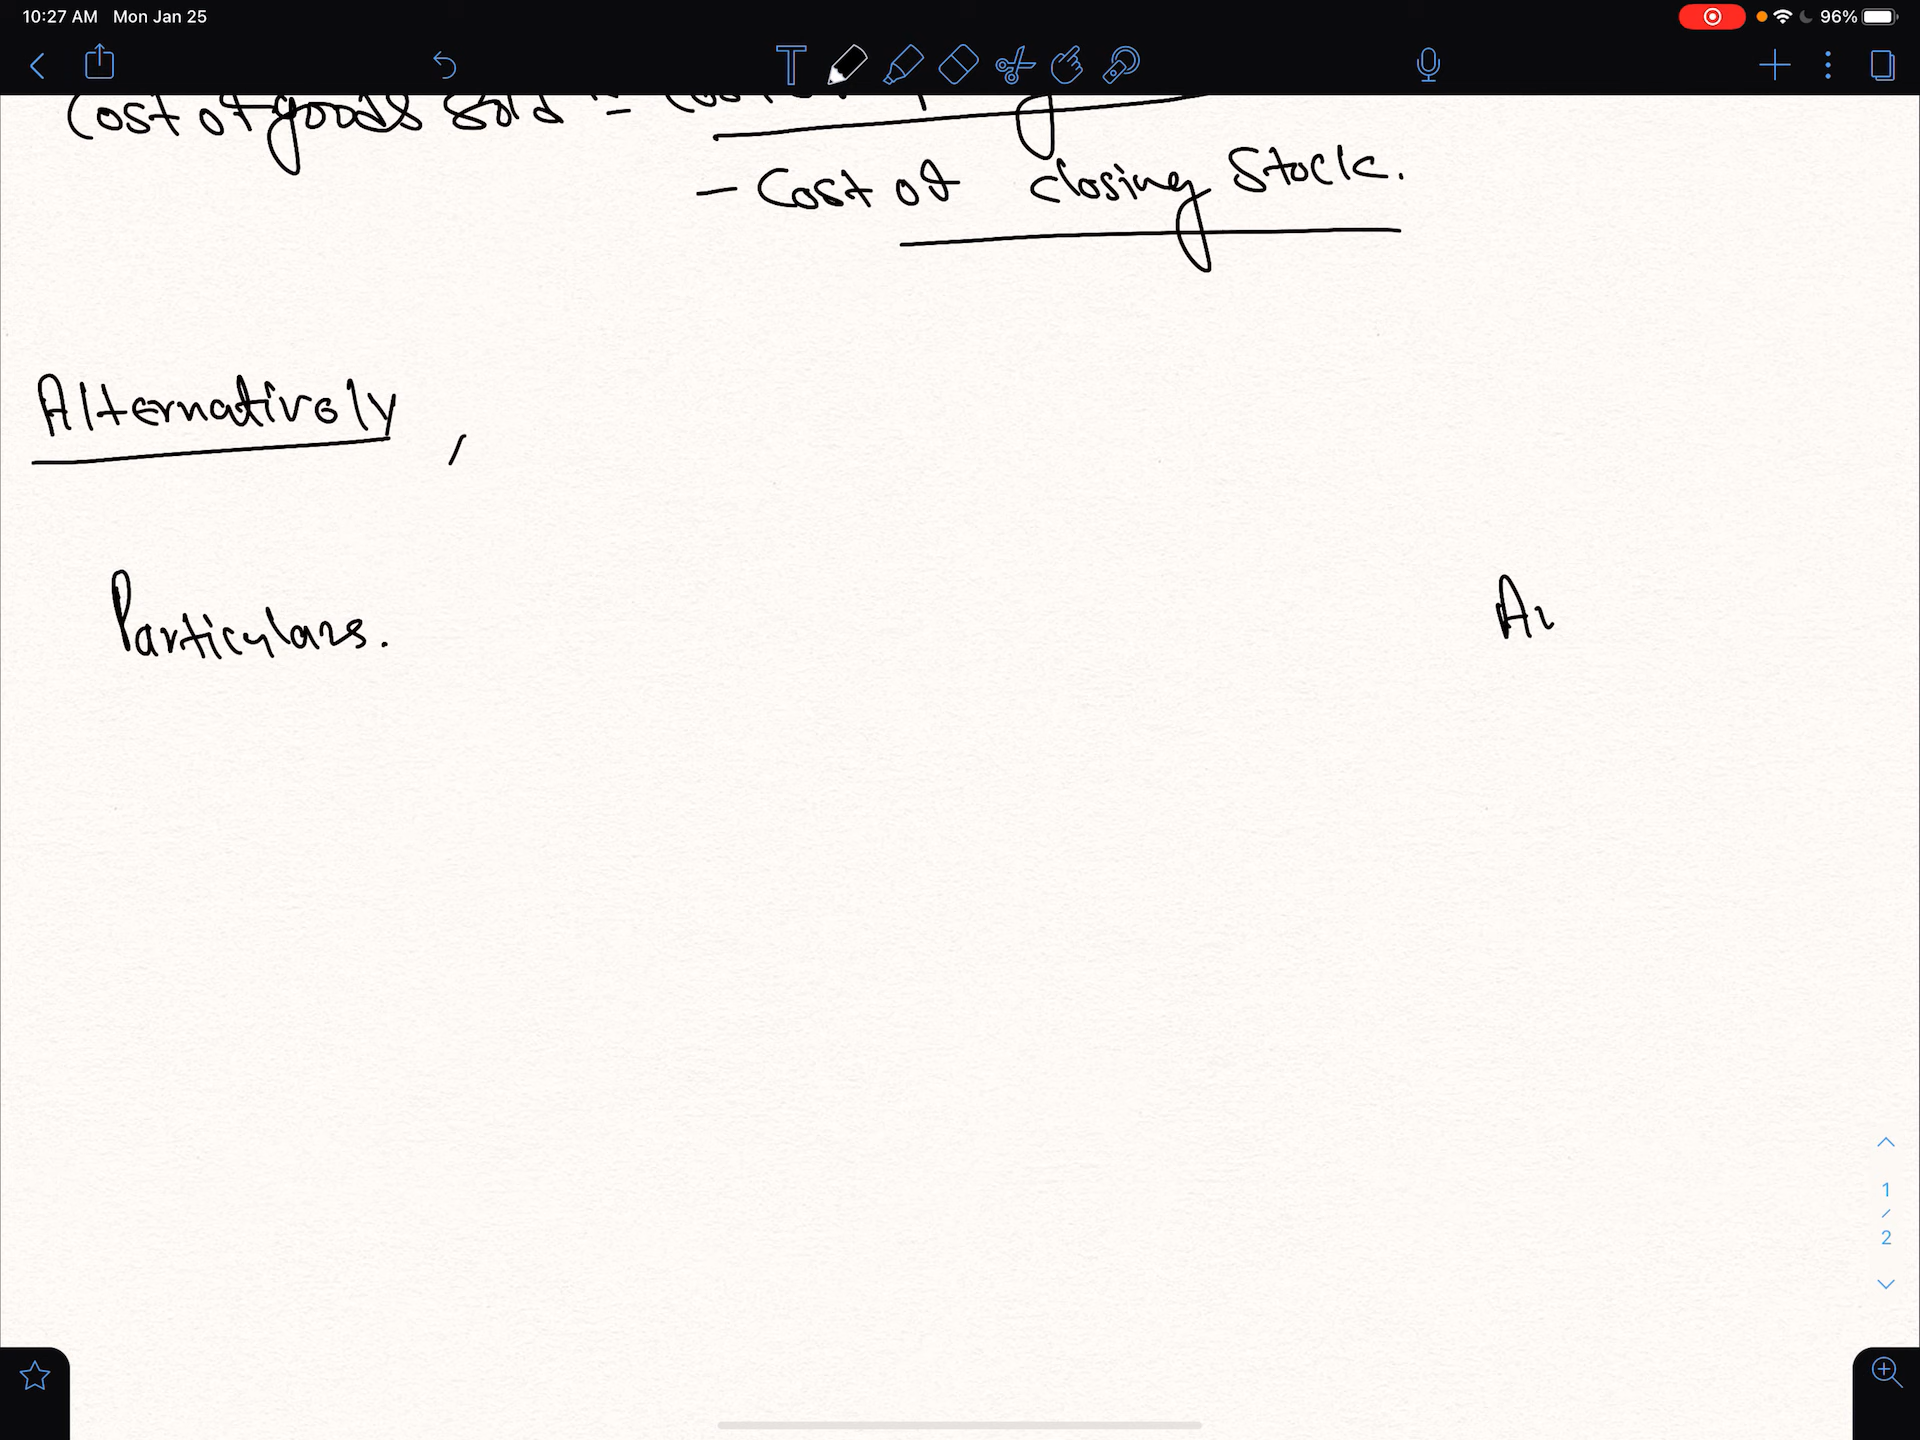 10:27 AM Mon Jan 25
96%
T
Cost of goods sold =
- Cost of closing Stock.
Alternatively,
Particulars.
1
/
2